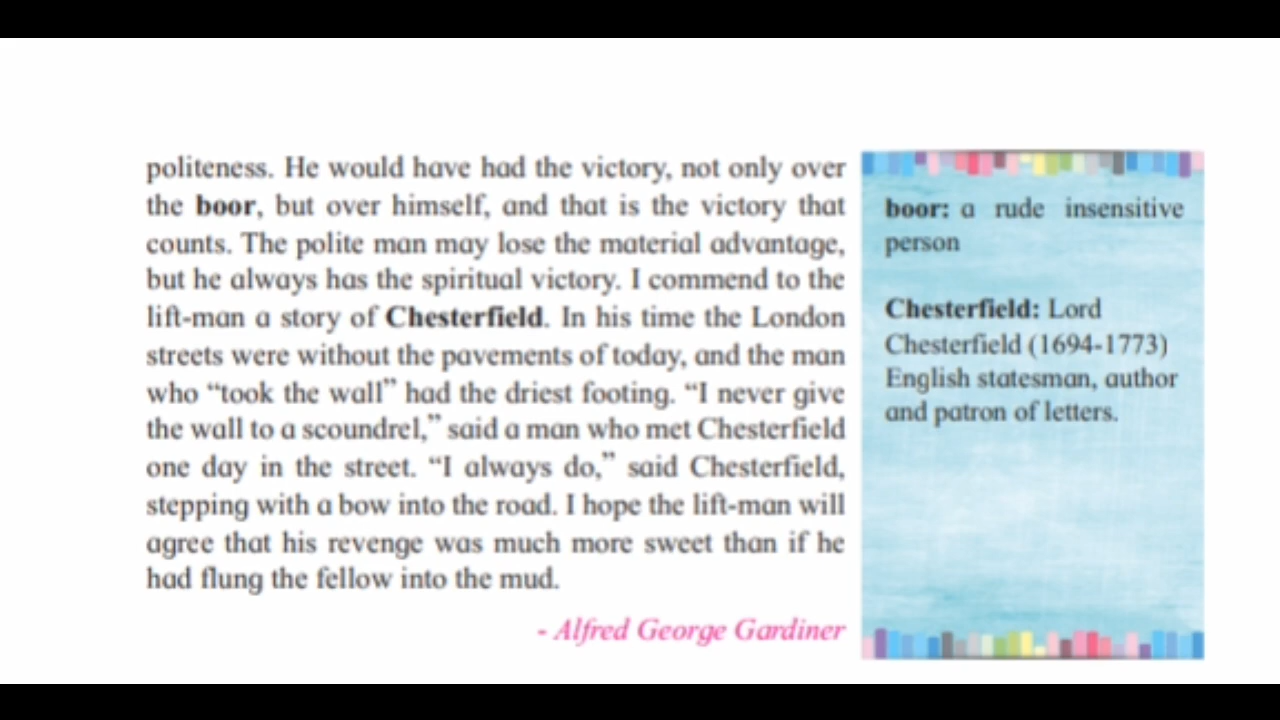 politeness. He would have had the victory, not only over
the boor, but over himself, and that is the victory that
counts. The polite man may lose the material advantage,
but he always has the spiritual victory. I commend to the
lift-man a story of Chesterfield. In his time the London
streets were without the pavements of today, and the man
who “took the wall” had the driest footing. “I never give
the wall to a scoundrel,” said a man who met Chesterfield
one day in the street. “I always do,” said Chesterfield,
stepping with a bow into the road. I hope the lift-man will
agree that his revenge was much more sweet than if he
had flung the fellow into the mud.
- Alfred George Gardiner
boor: a rude insensitive
person
Chesterfield: Lord
Chesterfield (1694-1773)
English statesman, author
and patron of letters.